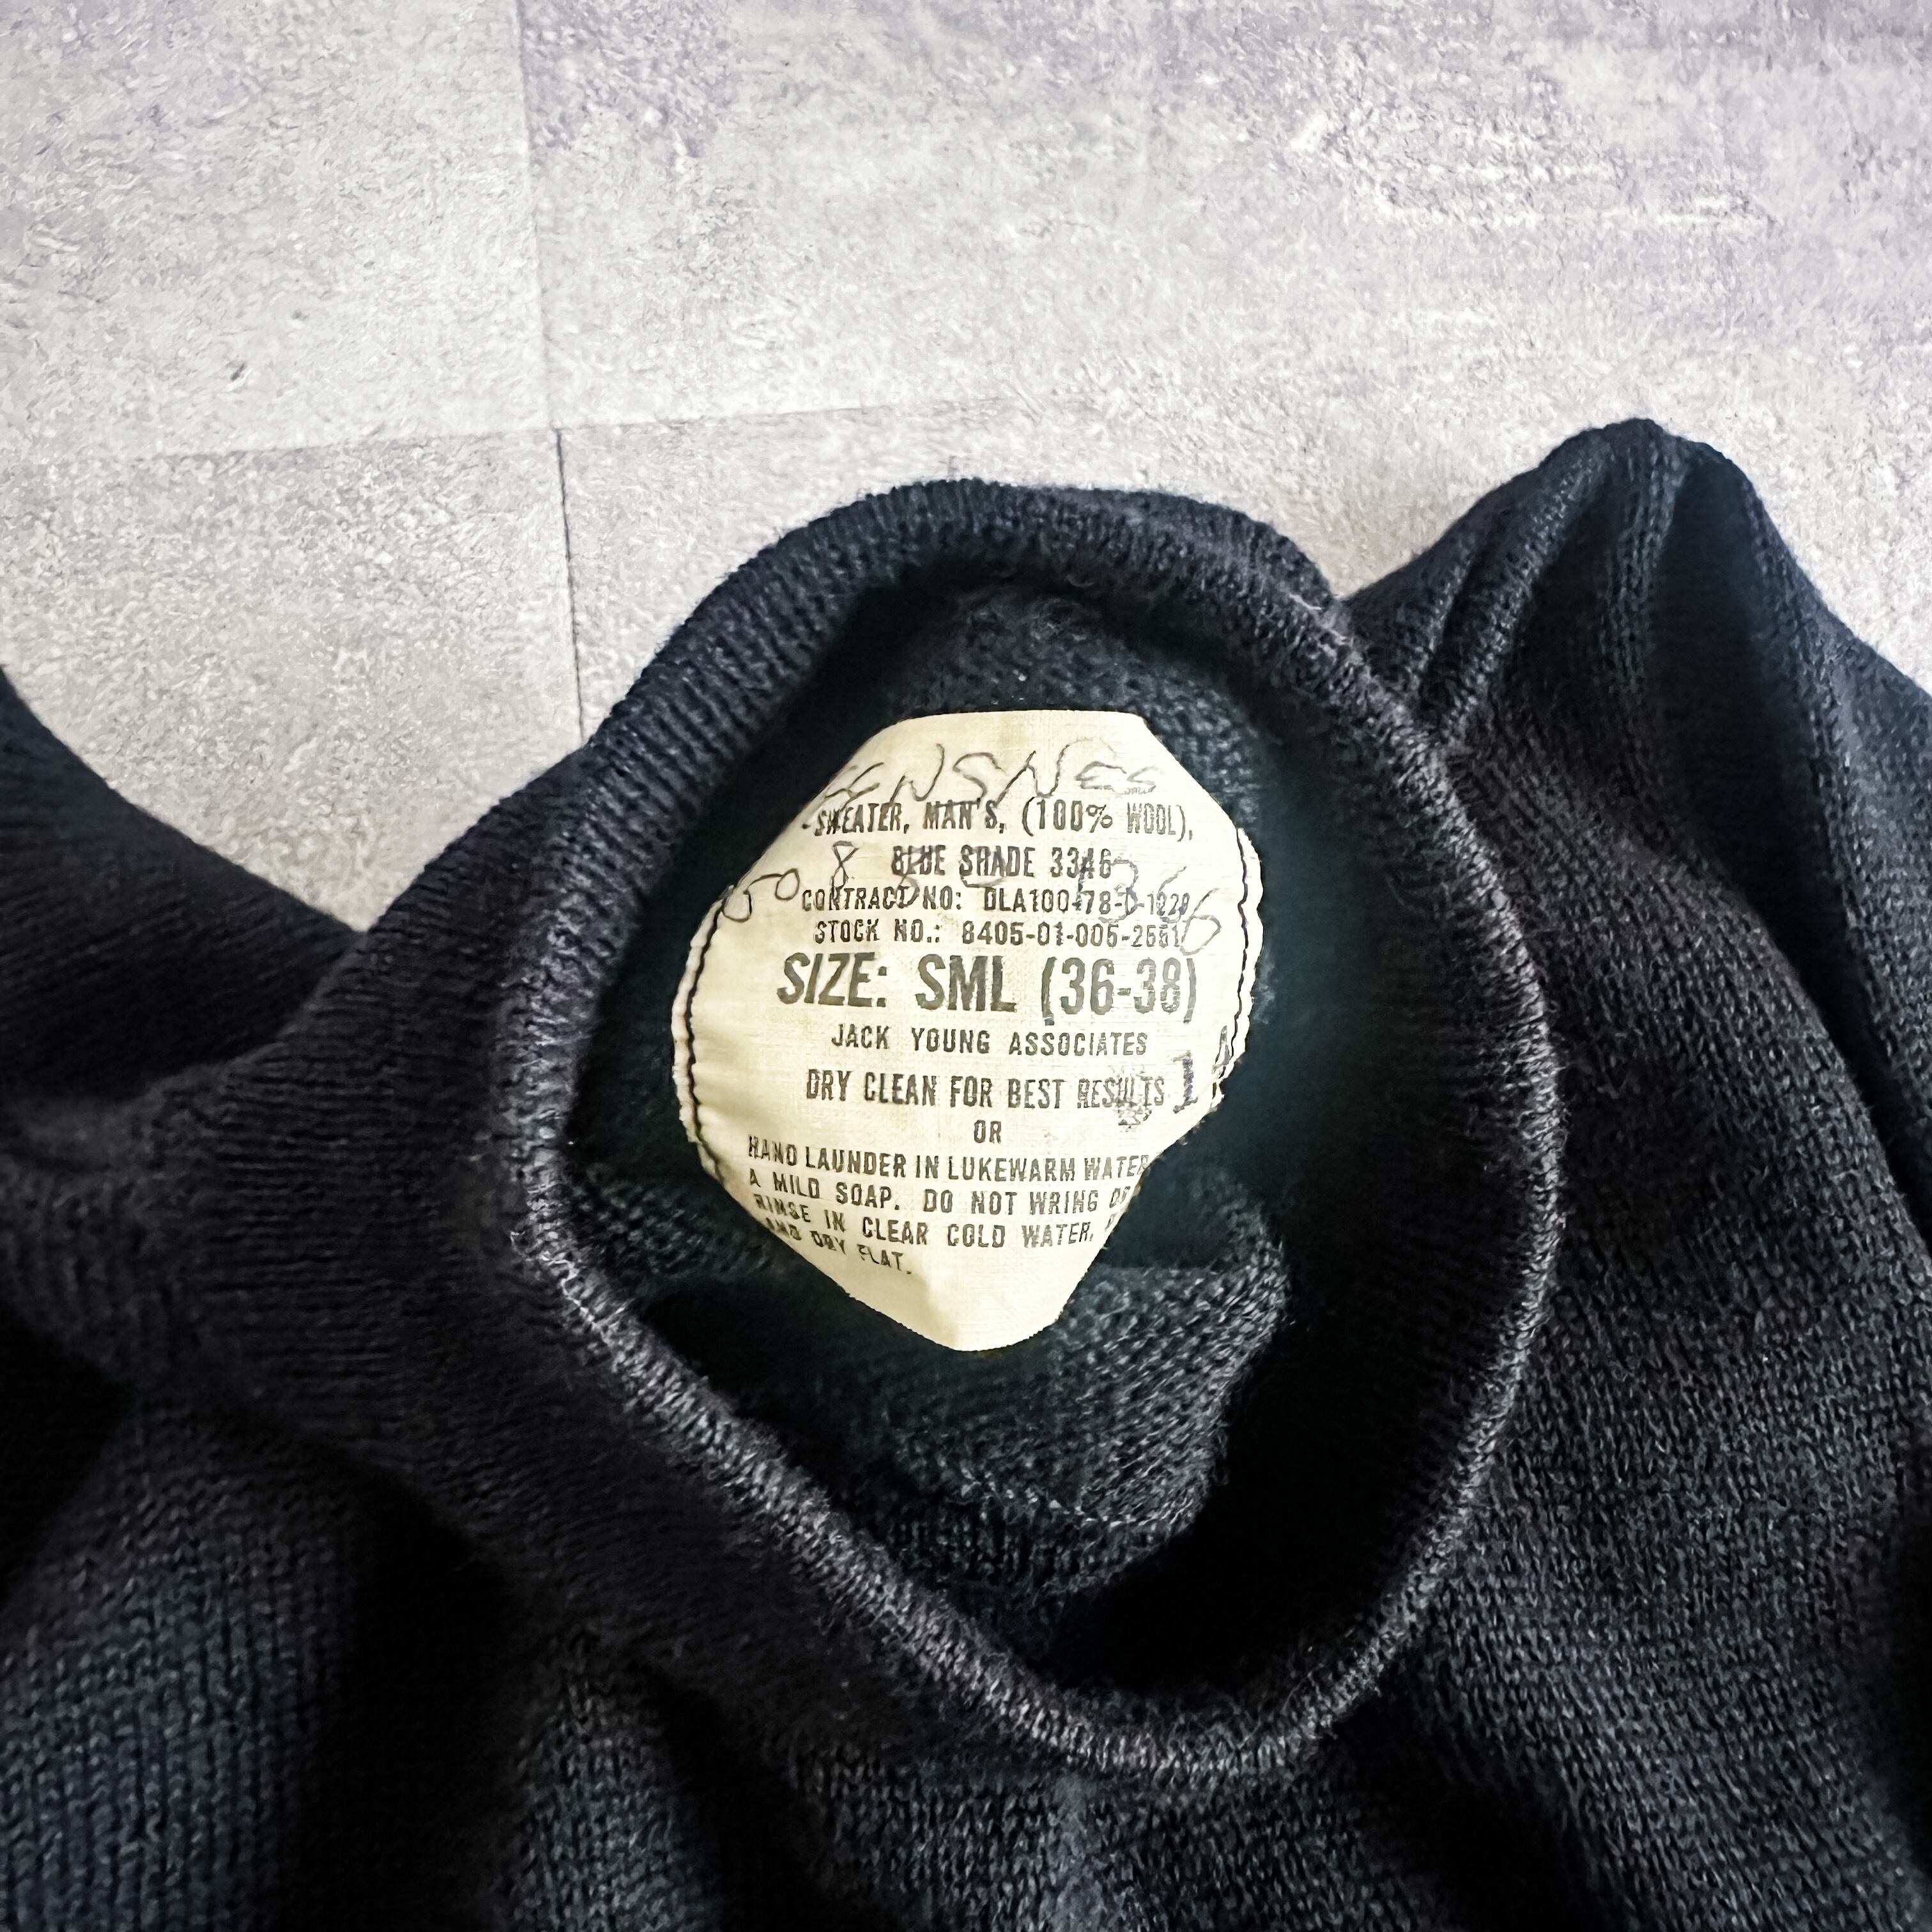 SWEATER, MAN'S, (100% WOOL),
BLUE SHADE 3346
CONTRACT NO: DLA100-78-
STOCK NO.: 8405-01-005-
SIZE: SML (36-38)
JACK YOUNG ASSOCIATES
DRY CLEAN FOR BEST RESULTS
1
OR
HAND LAUNDER IN LUKEWARM WATER
A MILD SOAP. DO NOT WRING OR
RINSE IN CLEAR COLD WATER.
AND DRY FLAT.